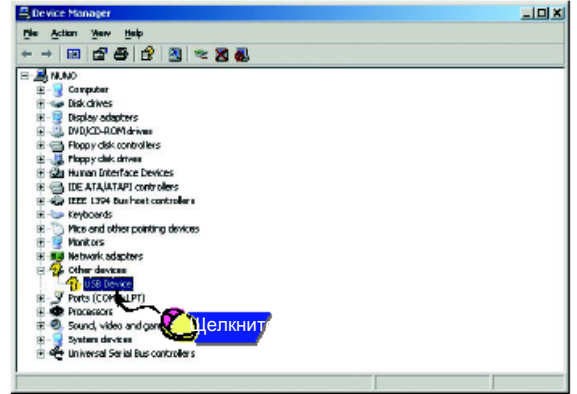 Device Manager
File Action View Help
NUNO
Computer
Disk drives
Display adapters
DVD/CD-ROM drives
Floppy disk controllers
Floppy disk drives
Human Interface Devices
IDE ATA/ATAPI controllers
IEEE 1394 Bus host controllers
Keyboards
Mice and other pointing devices
Monitors
Network adapters
Other devices
USB Device
Ports (COM LPT)
Processors
Sound, video and gam
Щелкнит
System devices
Universal Serial Bus controllers